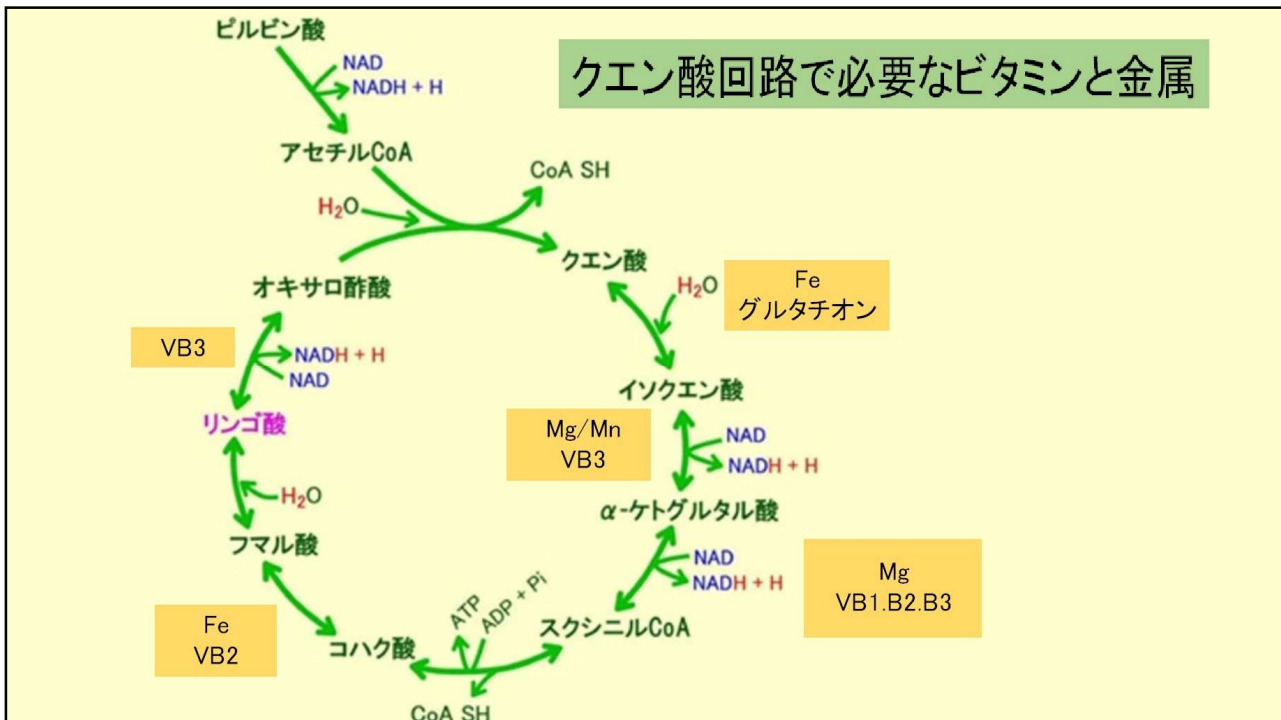 ピルビン酸
クエン酸回路で必要なビタミンと金属
NAD
NADH + H
アセチルCoA
CoA SH
H2O
クエン酸
オキサロ酢酸
H2O
Fe
グルタチオン
VB3
NADH + H
NAD
イソクエン酸
リンゴ酸
Mg/Mn
VB3
NAD
NADH + H
H2O
α-ケトグルタル酸
フマル酸
NAD
NADH + H
Mg
VB1.B2.B3
ATP
ADP + Pi
スクシニルCoA
Fe
VB2
コハク酸
CoA SH